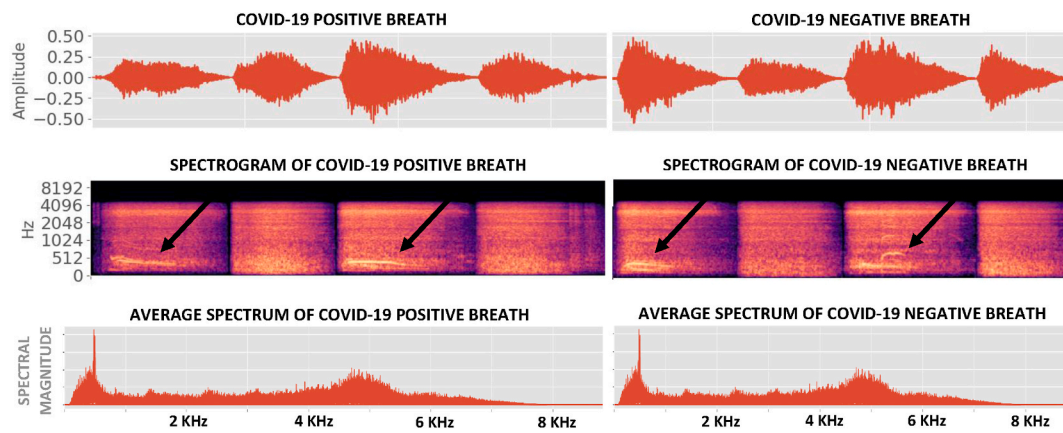 COVID-19 POSITIVE BREATH
COVID-19 NEGATIVE BREATH
Amplitude
0.50
0.25
0.00
−0.25
−0.50
SPECTROGRAM OF COVID-19 POSITIVE BREATH
SPECTROGRAM OF COVID-19 NEGATIVE BREATH
Hz
8192
4096
2048
1024
512
0
AVERAGE SPECTRUM OF COVID-19 POSITIVE BREATH
AVERAGE SPECTRUM OF COVID-19 NEGATIVE BREATH
SPECTRAL
MAGNITUDE
2 KHz 4 KHz 6 KHz 8 KHz
2 KHz 4 KHz 6 KHz 8 KHz